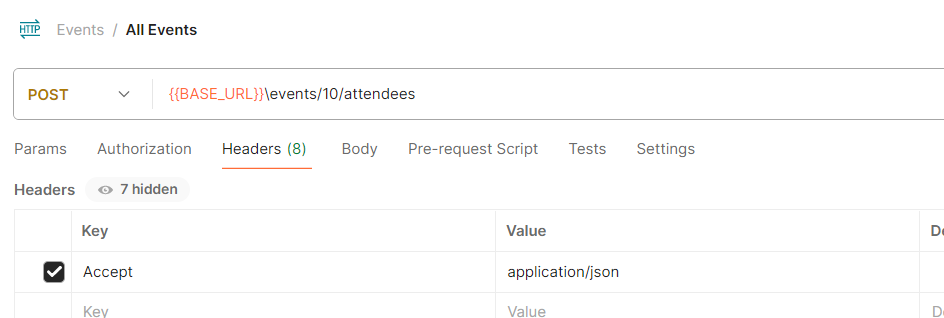 HTTP
Events / All Events
POST {{BASE_URL}}\events/10/attendees
Params Authorization Headers (8) Body Pre-request Script Tests Settings
Headers 7 hidden
Key Value De
Accept application/json
Key Value De